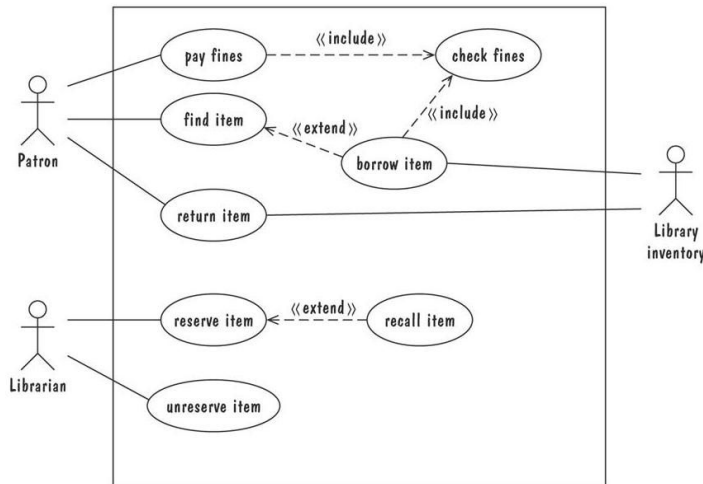 pay fines
«include»
check fines
find item
«extend»
«include»
Patron
borrow item
return item
Library
inventory
reserve item
«extend»
recall item
Librarian
unreserve item